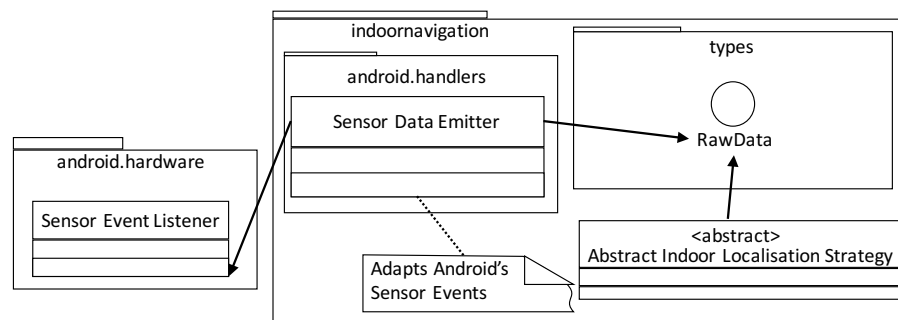 indoornavigation
android.handlers
types
Sensor Data Emitter
RawData
android.hardware
Sensor Event Listener
<abstract>
Abstract Indoor Localisation Strategy
Adapts Android's
Sensor Events